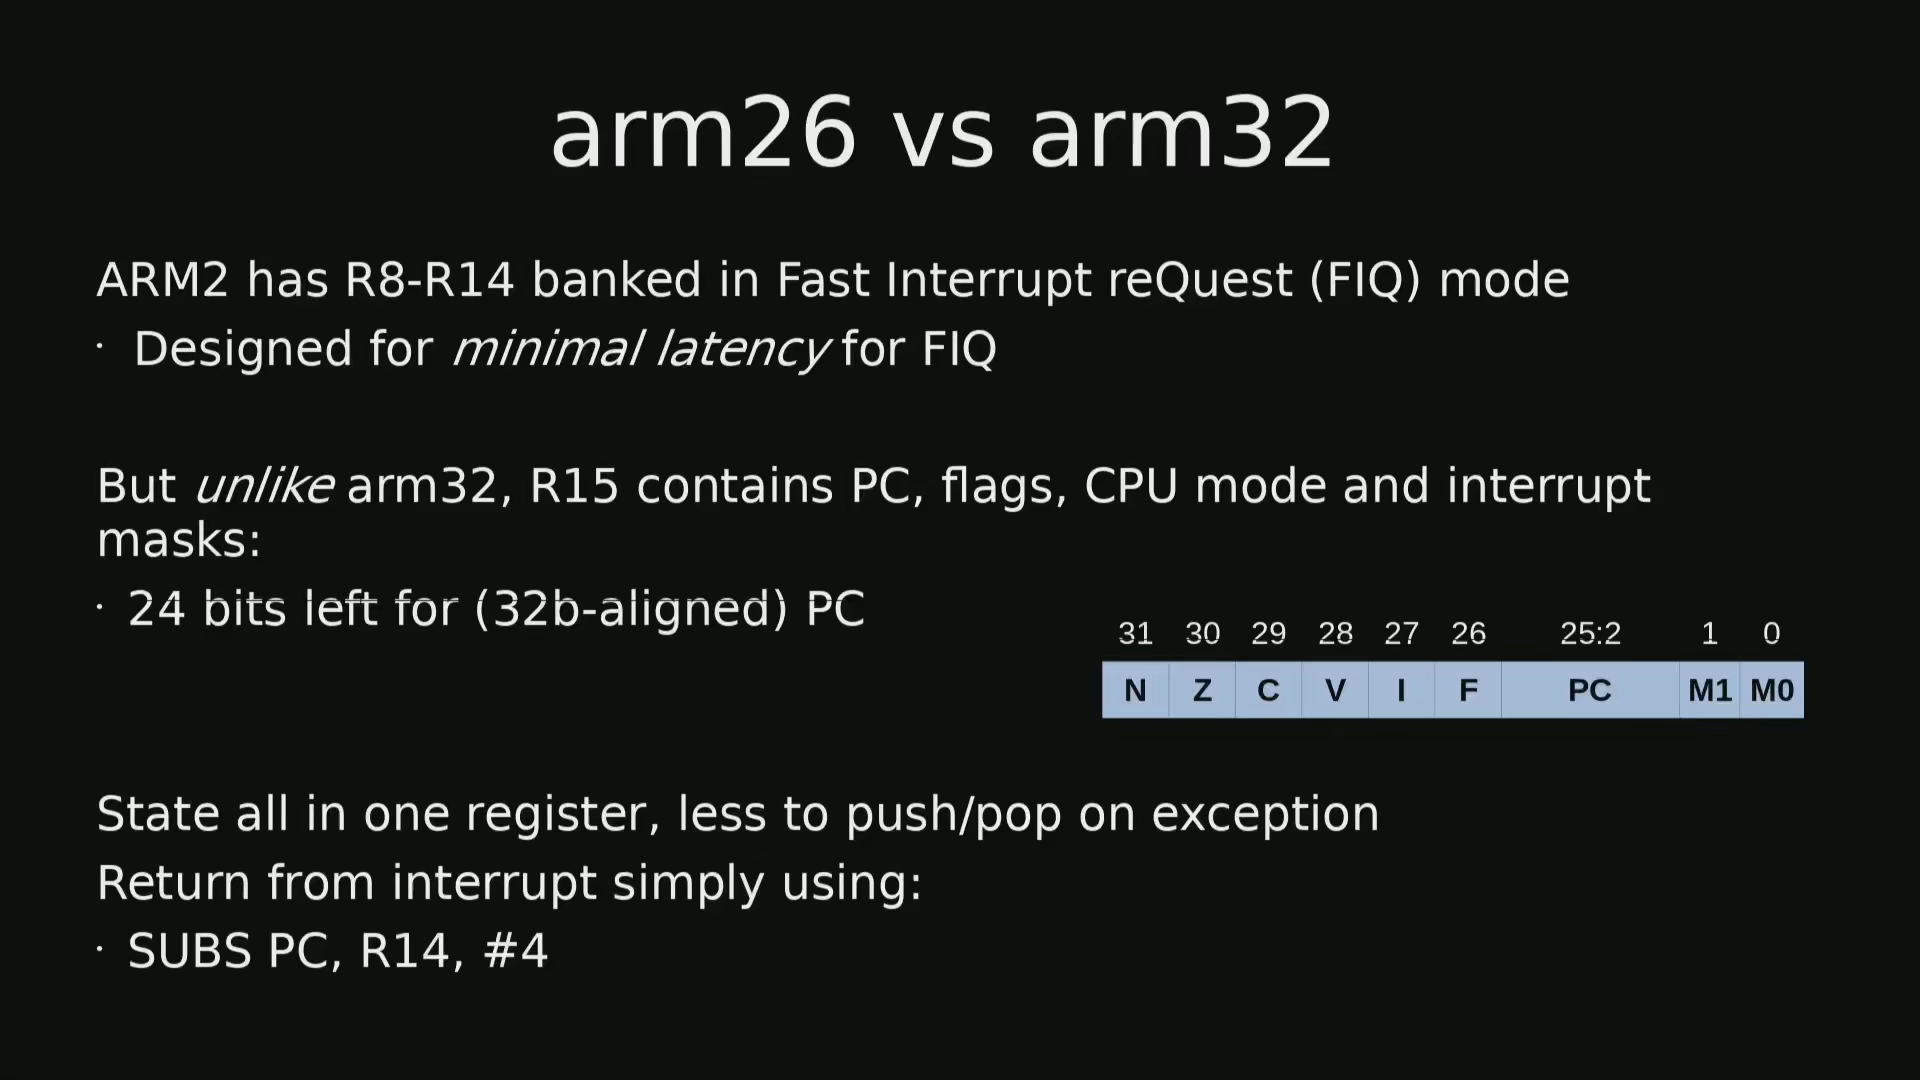 arm26 vs arm32
ARM2 has R8-R14 banked in Fast Interrupt reQuest (FIQ) mode
· Designed for minimal latency for FIQ
But unlike arm32, R15 contains PC, flags, CPU mode and interrupt
masks:
· 24 bits left for (32b-aligned) PC
31 30 29 28 27 26 25:2 1 0
N Z C V I F PC M1 M0
State all in one register, less to push/pop on exception
Return from interrupt simply using:
· SUBS PC, R14, #4